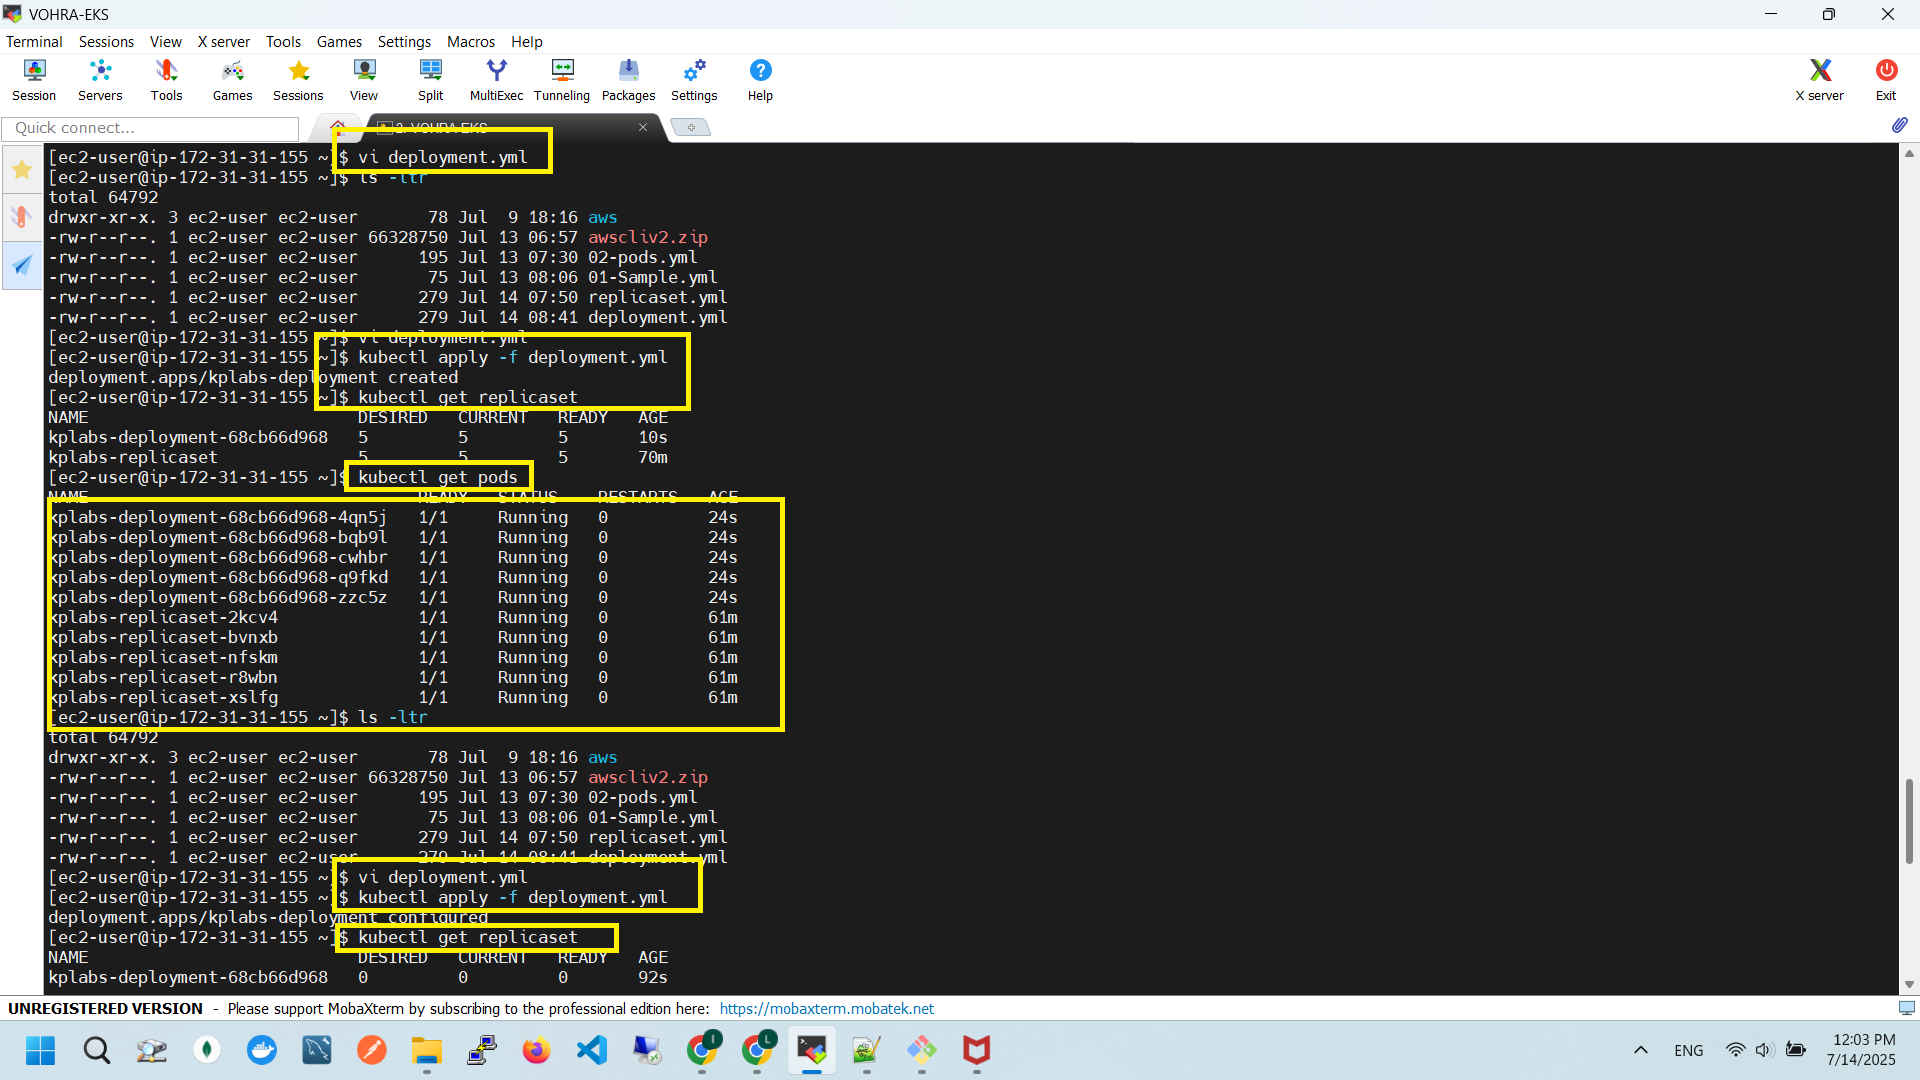 VOHRA-EKS
Terminal Sessions View X server Tools Games Settings Macros Help
Session Servers Tools Games Sessions View Split MultiExec Tunneling Packages Settings Help X server Exit
Quick connect...
2. VOHRA-EKS
[ec2-user@ip-172-31-31-155 ~]$ vi deployment.yml
[ec2-user@ip-172-31-31-155 ~]$ ls -ltr
total 64792
drwxr-xr-x. 3 ec2-user ec2-user 78 Jul 9 18:16 aws
-rw-r--r--. 1 ec2-user ec2-user 66328750 Jul 13 06:57 awscliv2.zip
-rw-r--r--. 1 ec2-user ec2-user 195 Jul 13 07:30 02-pods.yml
-rw-r--r--. 1 ec2-user ec2-user 75 Jul 13 08:06 01-Sample.yml
-rw-r--r--. 1 ec2-user ec2-user 279 Jul 14 07:50 replicaset.yml
-rw-r--r--. 1 ec2-user ec2-user 279 Jul 14 08:41 deployment.yml
[ec2-user@ip-172-31-31-155 ~]$ vi deployment.yml
[ec2-user@ip-172-31-31-155 ~]$ kubectl apply -f deployment.yml
deployment.apps/kplabs-deployment created
[ec2-user@ip-172-31-31-155 ~]$ kubectl get replicaset
NAME DESIRED CURRENT READY AGE
kplabs-deployment-68cb66d968 5 5 5 10s
kplabs-replicaset 5 5 5 70m
[ec2-user@ip-172-31-31-155 ~]$ kubectl get pods
NAME READY STATUS RESTARTS AGE
kplabs-deployment-68cb66d968-4qn5j 1/1 Running 0 24s
kplabs-deployment-68cb66d968-bqb9l 1/1 Running 0 24s
kplabs-deployment-68cb66d968-cwhbr 1/1 Running 0 24s
kplabs-deployment-68cb66d968-q9fkd 1/1 Running 0 24s
kplabs-deployment-68cb66d968-zzc5z 1/1 Running 0 24s
kplabs-replicaset-2kcv4 1/1 Running 0 61m
kplabs-replicaset-bvnxb 1/1 Running 0 61m
kplabs-replicaset-nfskm 1/1 Running 0 61m
kplabs-replicaset-r8wbn 1/1 Running 0 61m
kplabs-replicaset-xslfg 1/1 Running 0 61m
[ec2-user@ip-172-31-31-155 ~]$ ls -ltr
total 64792
drwxr-xr-x. 3 ec2-user ec2-user 78 Jul 9 18:16 aws
-rw-r--r--. 1 ec2-user ec2-user 66328750 Jul 13 06:57 awscliv2.zip
-rw-r--r--. 1 ec2-user ec2-user 195 Jul 13 07:30 02-pods.yml
-rw-r--r--. 1 ec2-user ec2-user 75 Jul 13 08:06 01-Sample.yml
-rw-r--r--. 1 ec2-user ec2-user 279 Jul 14 07:50 replicaset.yml
-rw-r--r--. 1 ec2-user ec2-user 279 Jul 14 08:41 deployment.yml
[ec2-user@ip-172-31-31-155 ~]$ vi deployment.yml
[ec2-user@ip-172-31-31-155 ~]$ kubectl apply -f deployment.yml
deployment.apps/kplabs-deployment configured
[ec2-user@ip-172-31-31-155 ~]$ kubectl get replicaset
NAME DESIRED CURRENT READY AGE
kplabs-deployment-68cb66d968 0 0 0 92s
UNREGISTERED VERSION - Please support MobaXterm by subscribing to the professional edition here: https://mobaxterm.mobatek.net
I L ENG 12:03 PM
7/14/2025